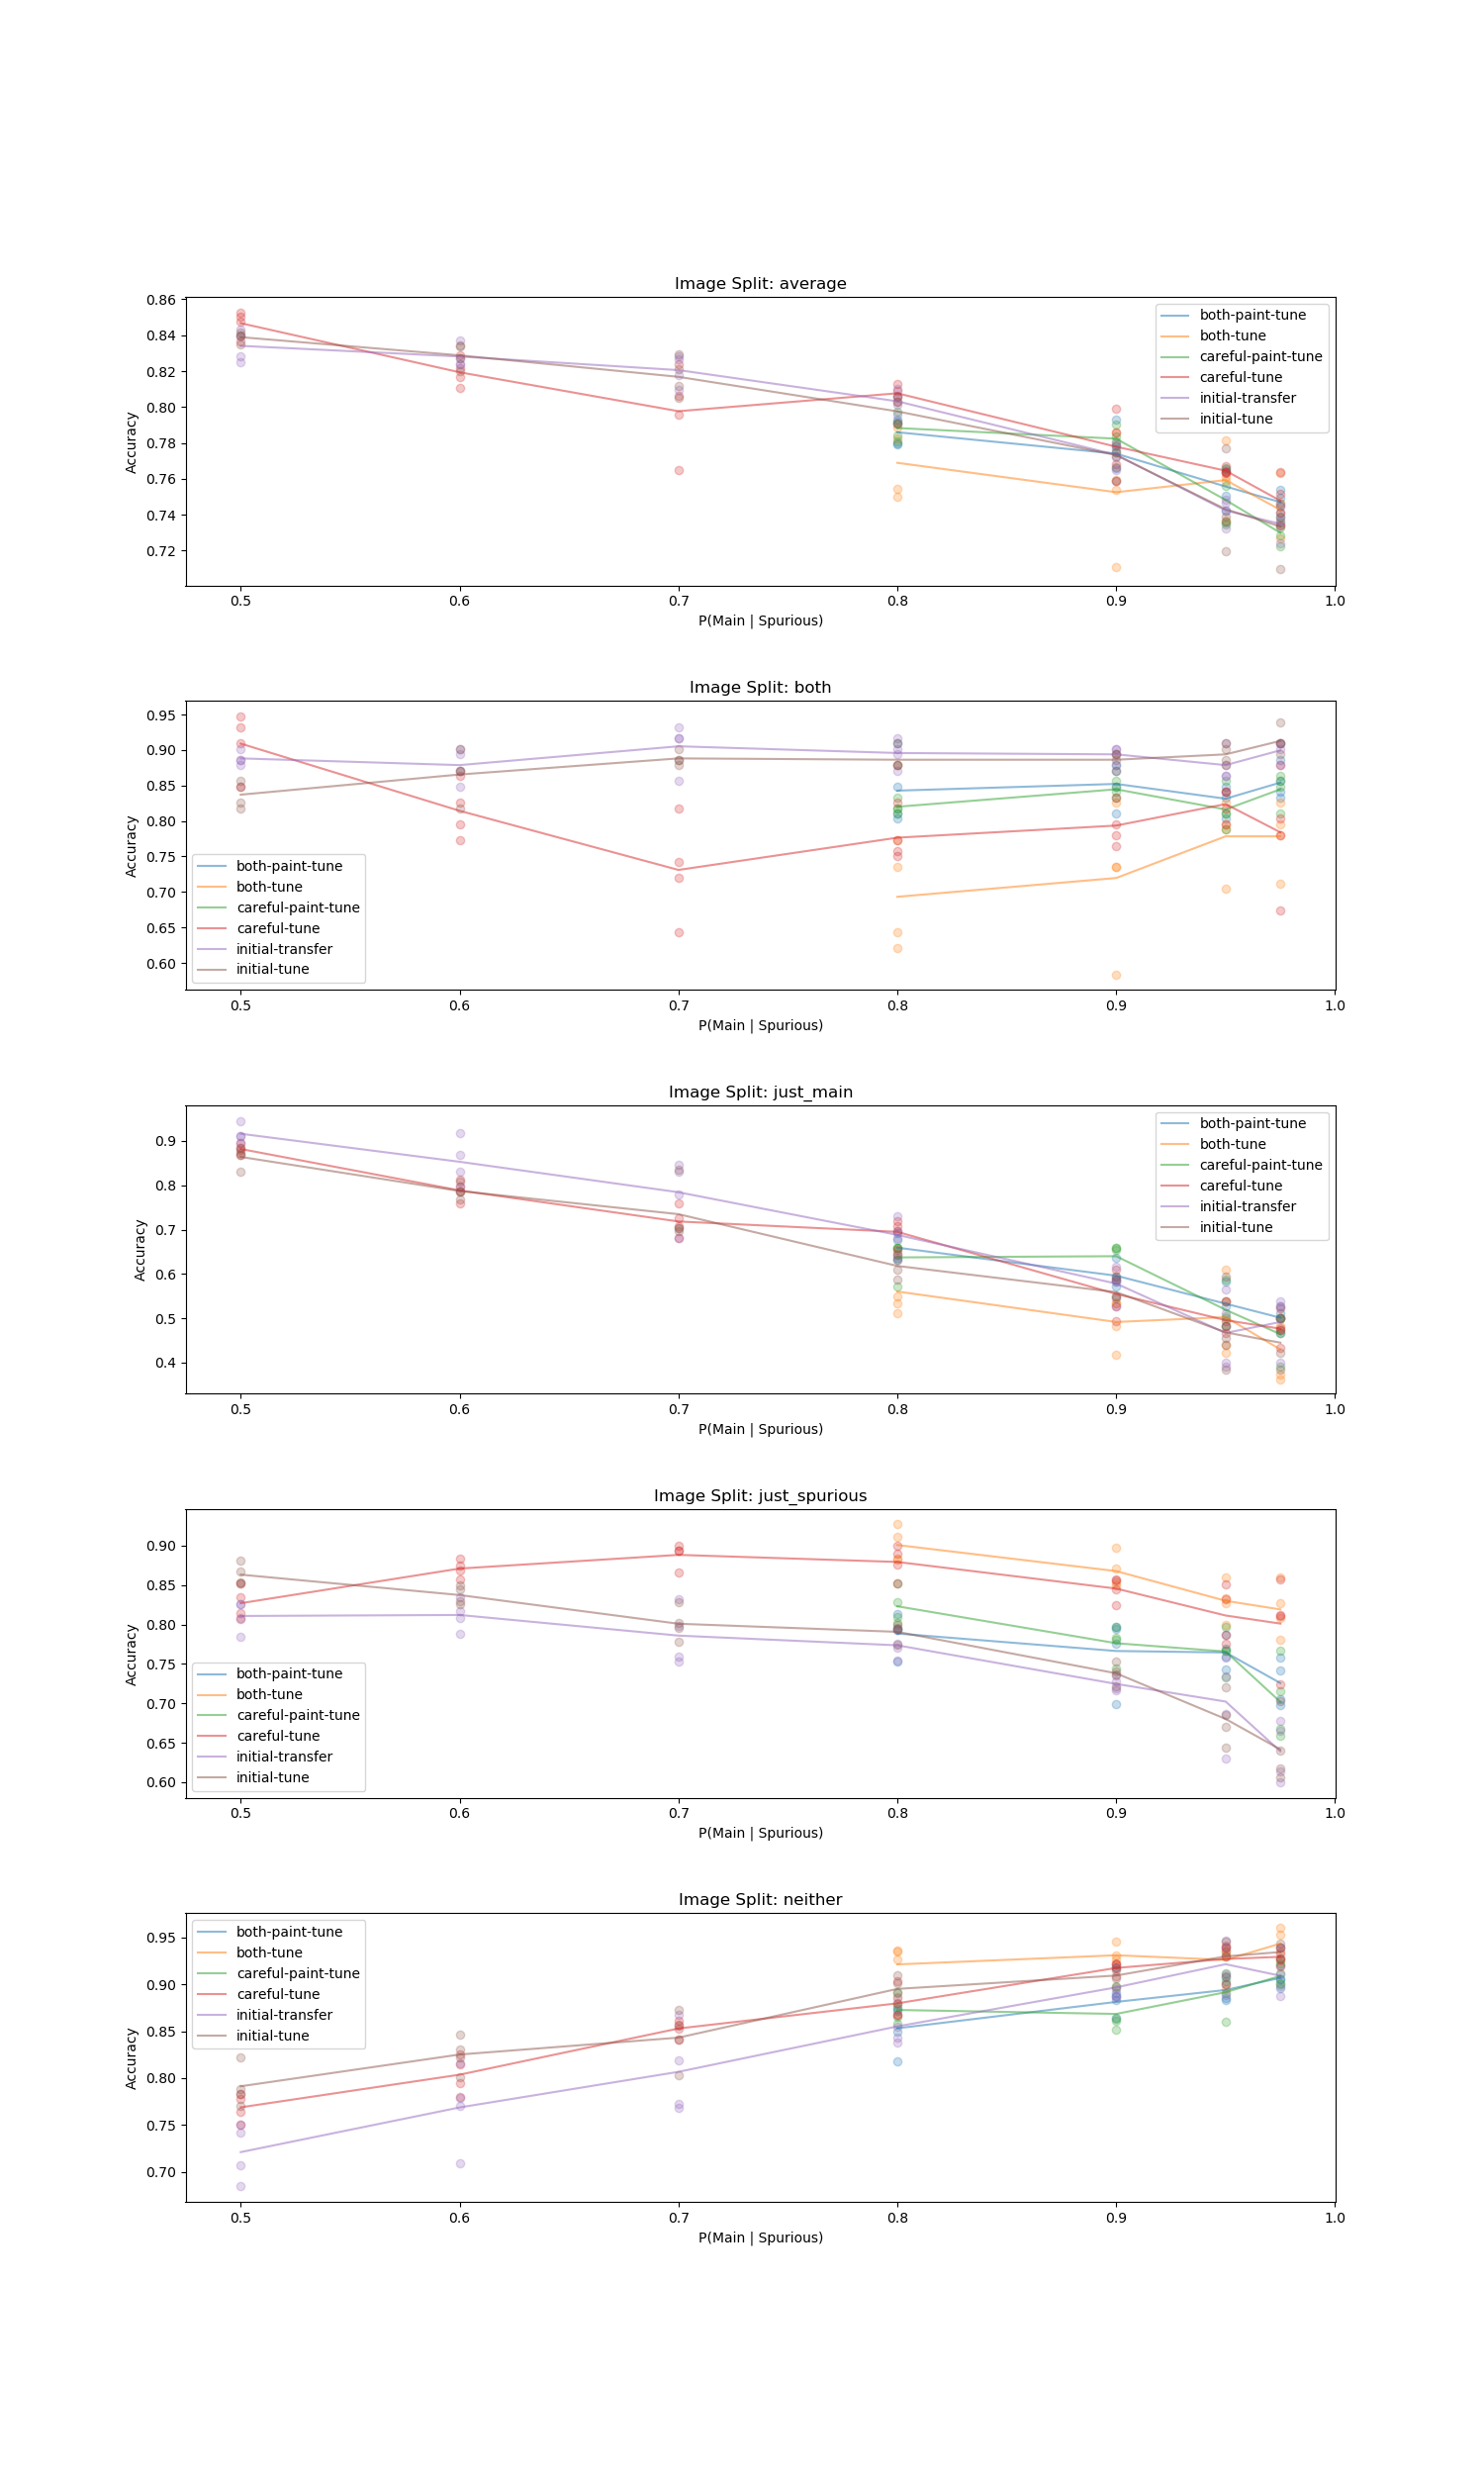 Image Split: average
0.86
0.84
0.82
0.80
0.78
0.76
0.74
0.72
Accuracy
both-paint-tune
both-tune
careful-paint-tune
careful-tune
initial-transfer
initial-tune
0.5 0.6 0.7 0.8 0.9 1.0
P(Main | Spurious)
Image Split: both
0.95
0.90
0.85
0.80
0.75
0.70
0.65
0.60
Accuracy
both-paint-tune
both-tune
careful-paint-tune
careful-tune
initial-transfer
initial-tune
0.5 0.6 0.7 0.8 0.9 1.0
P(Main | Spurious)
Image Split: just_main
0.9
0.8
0.7
0.6
0.5
0.4
Accuracy
both-paint-tune
both-tune
careful-paint-tune
careful-tune
initial-transfer
initial-tune
0.5 0.6 0.7 0.8 0.9 1.0
P(Main | Spurious)
Image Split: just_spurious
0.90
0.85
0.80
0.75
0.70
0.65
0.60
Accuracy
both-paint-tune
both-tune
careful-paint-tune
careful-tune
initial-transfer
initial-tune
0.5 0.6 0.7 0.8 0.9 1.0
P(Main | Spurious)
Image Split: neither
0.95
0.90
0.85
0.80
0.75
0.70
Accuracy
both-paint-tune
both-tune
careful-paint-tune
careful-tune
initial-transfer
initial-tune
0.5 0.6 0.7 0.8 0.9 1.0
P(Main | Spurious)